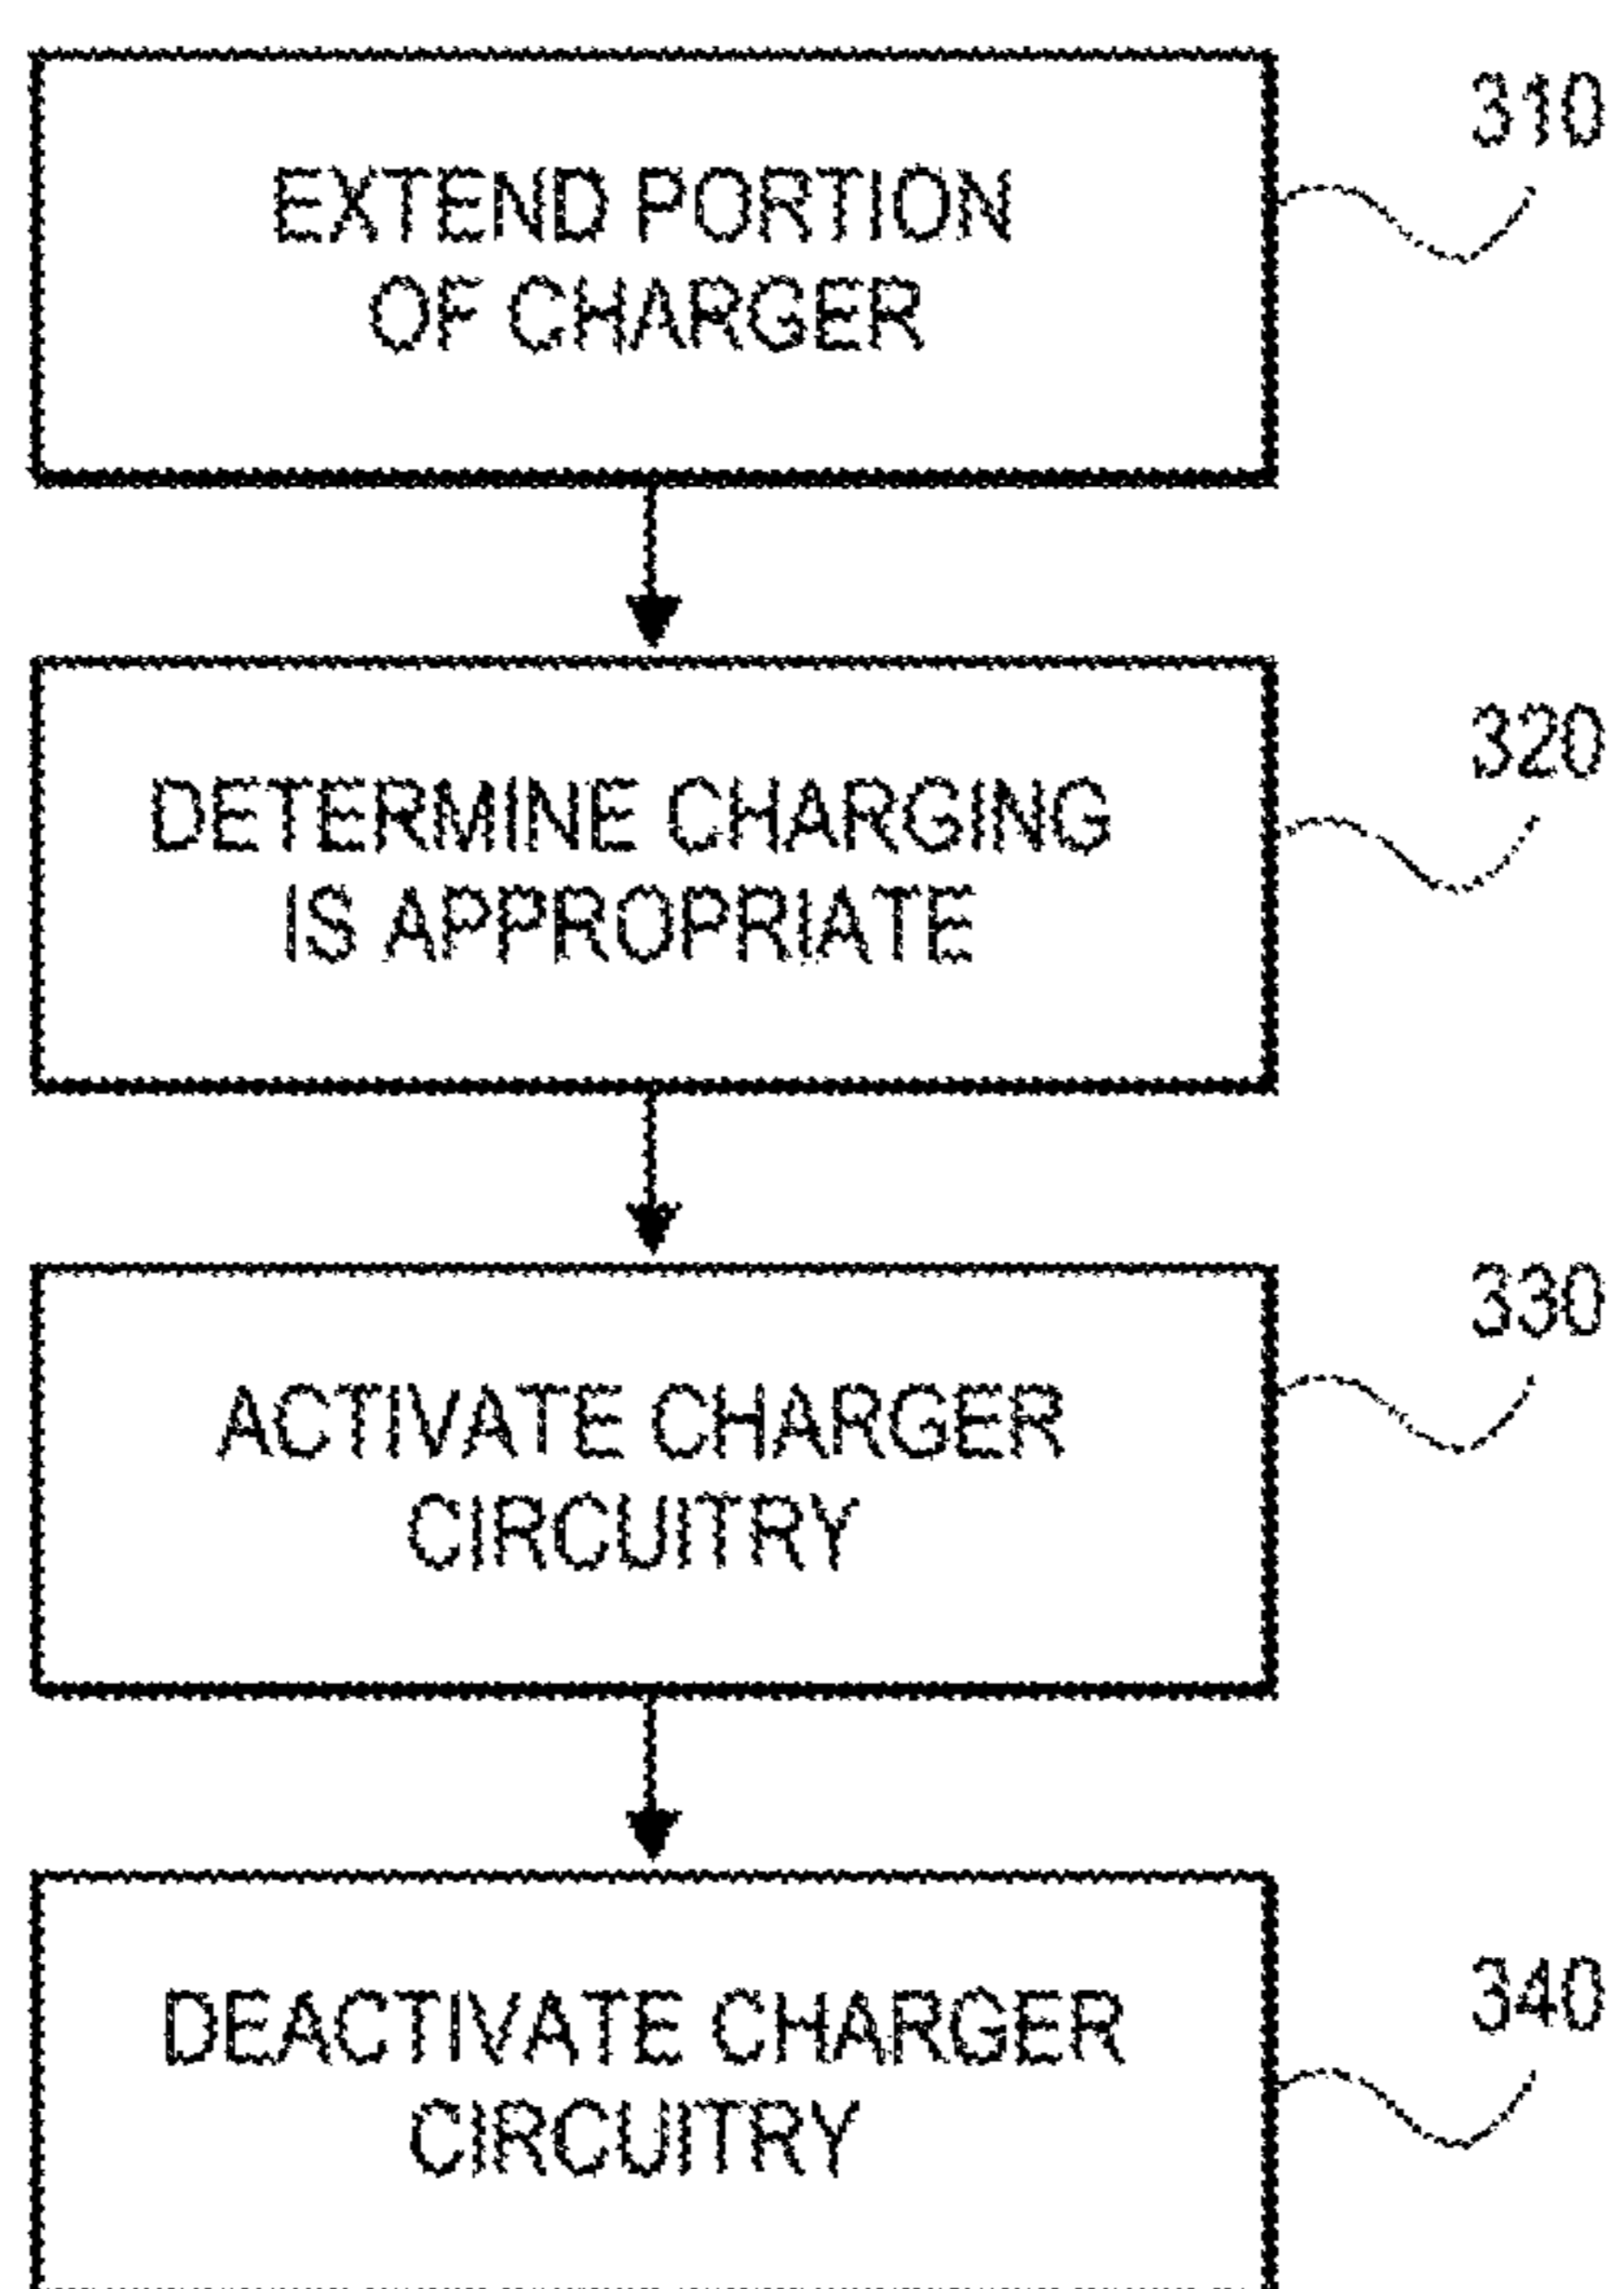 310
EXTEND PORTION
OF CHARGER
320
DETERMINE CHARGING
IS APPROPRIATE
330
ACTIVATE CHARGER
CIRCUITRY
340
DEACTIVATE CHARGER
CIRCUITRY